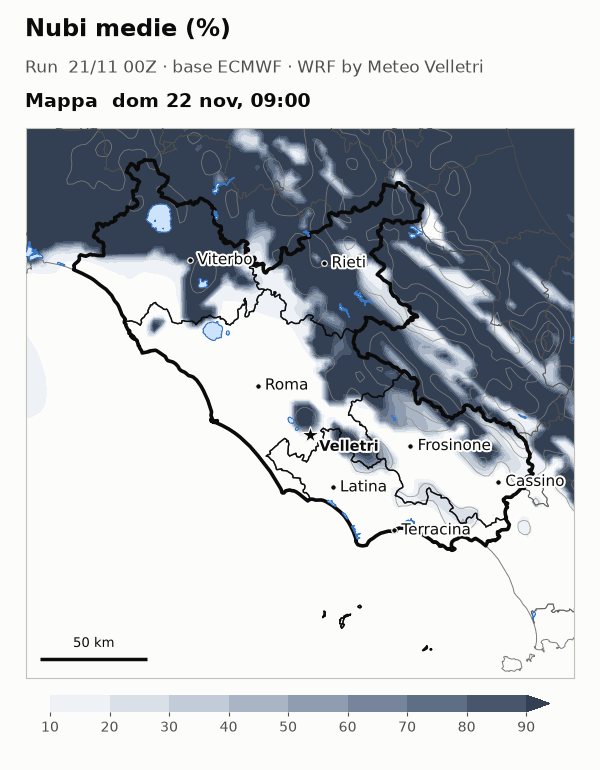 Nubi medie (%)
Run  21/11 00Z · base ECMWF · WRF by Meteo Velletri
Mappa  dom 22 nov, 09:00
Viterbo
Rieti
Roma
Velletri
Frosinone
Latina
Cassino
Terracina
50 km
10 20 30 40 50 60 70 80 90